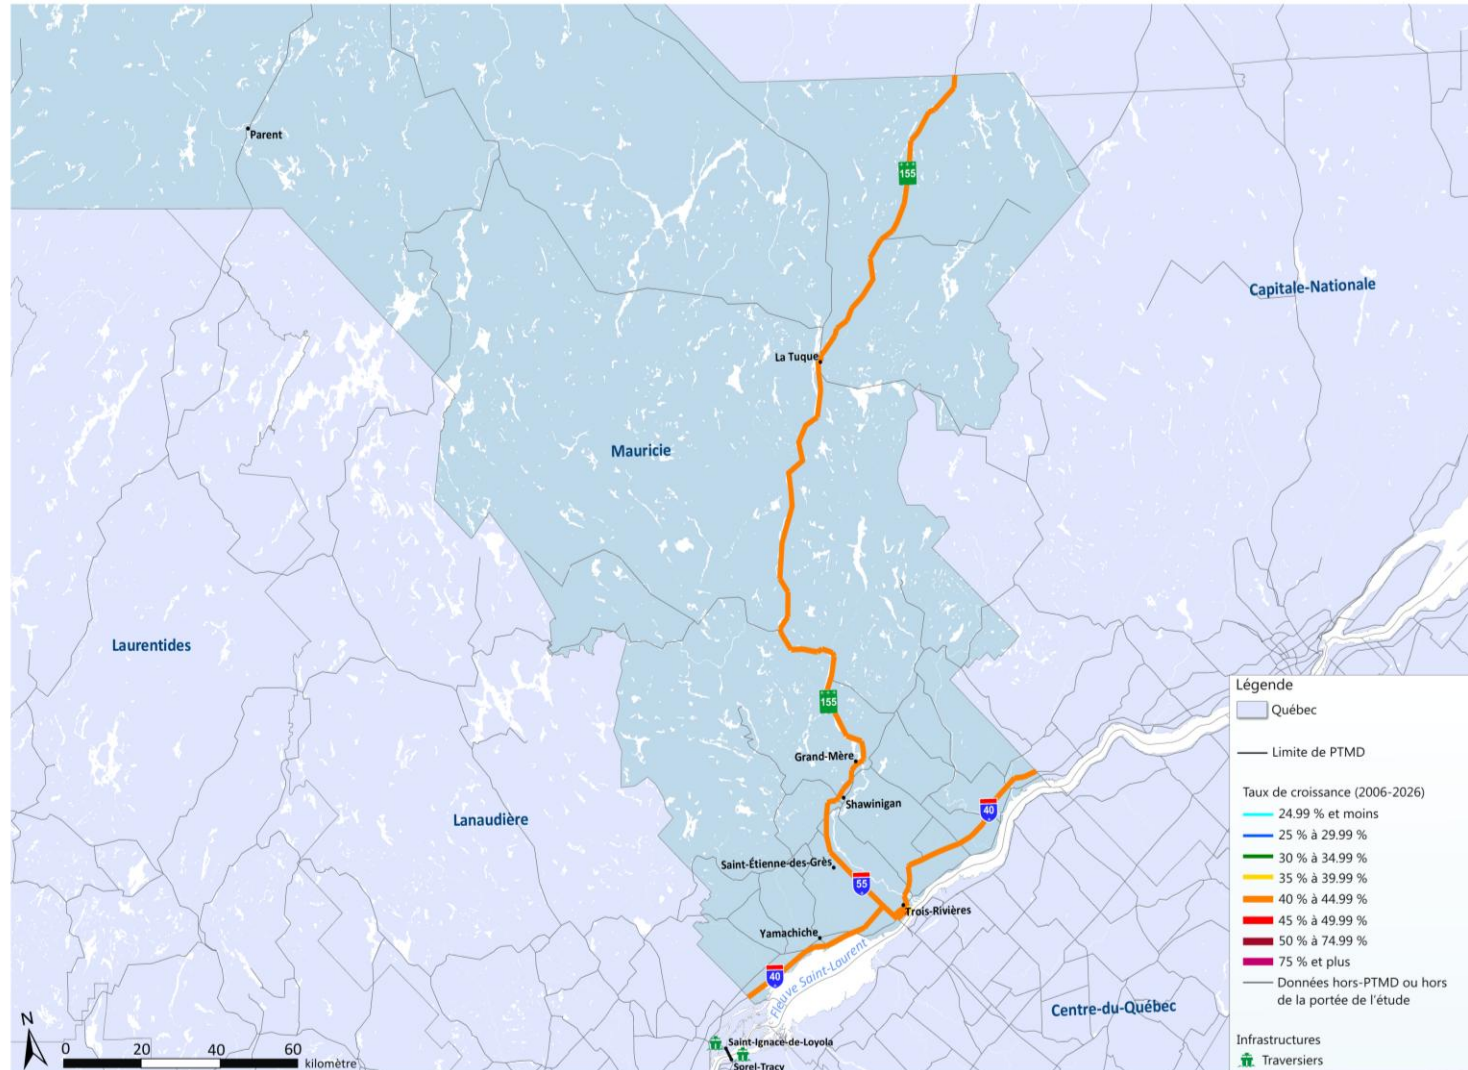 Parent
155
Capitale-Nationale
La Tuque
Mauricie
Laurentides
155
Grand-Mère
Shawinigan
40
Lanaudière
Saint-Étienne-des-Grès
55
Trois-Rivières
Yamachiche
40
Fleuve Saint-Laurent
Centre-du-Québec
Saint-Ignace-de-Loyola
Sorel-Tracy
N
0 20 40 60
kilomètre
Légende
Québec
Limite de PTMD
Taux de croissance (2006-2026)
24.99 % et moins
25 % à 29.99 %
30 % à 34.99 %
35 % à 39.99 %
40 % à 44.99 %
45 % à 49.99 %
50 % à 74.99 %
75 % et plus
Données hors-PTMD ou hors
de la portée de l'étude
Infrastructures
Traversiers